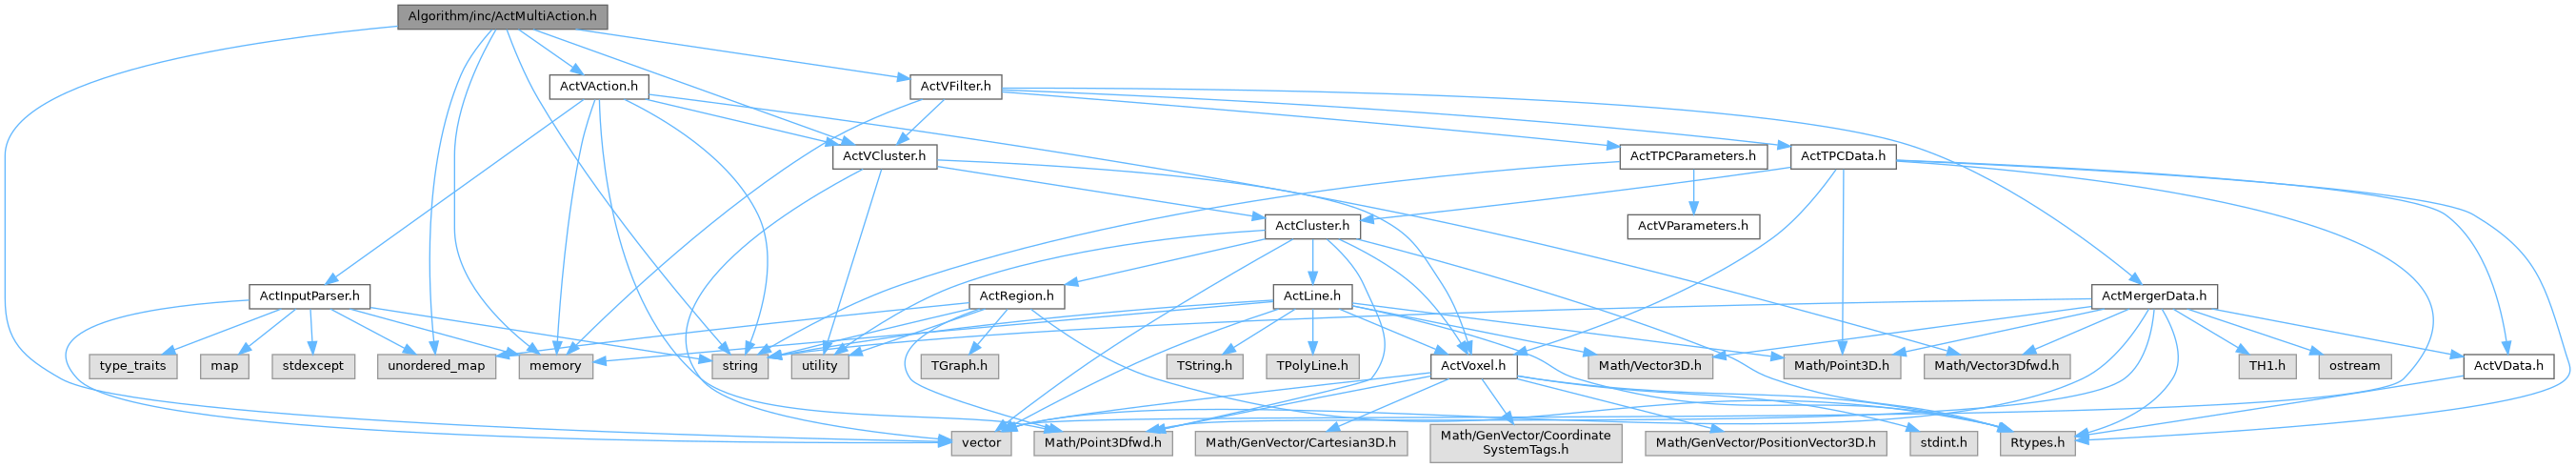 Algorithm/inc/ActMultiAction.h
ActVAction.h
ActVFilter.h
ActVCluster.h
ActTPCParameters.h
ActTPCData.h
ActCluster.h
ActVParameters.h
ActInputParser.h
ActRegion.h
ActLine.h
ActMergerData.h
type_traits
map
stdexcept
unordered_map
memory
string
utility
TGraph.h
TString.h
TPolyLine.h
ActVoxel.h
Math/Vector3D.h
Math/Point3D.h
Math/Vector3Dfwd.h
TH1.h
ostream
ActVData.h
vector
Math/Point3Dfwd.h
Math/GenVector/Cartesian3D.h
Math/GenVector/Coordinate
SystemTags.h
Math/GenVector/PositionVector3D.h
stdint.h
Rtypes.h